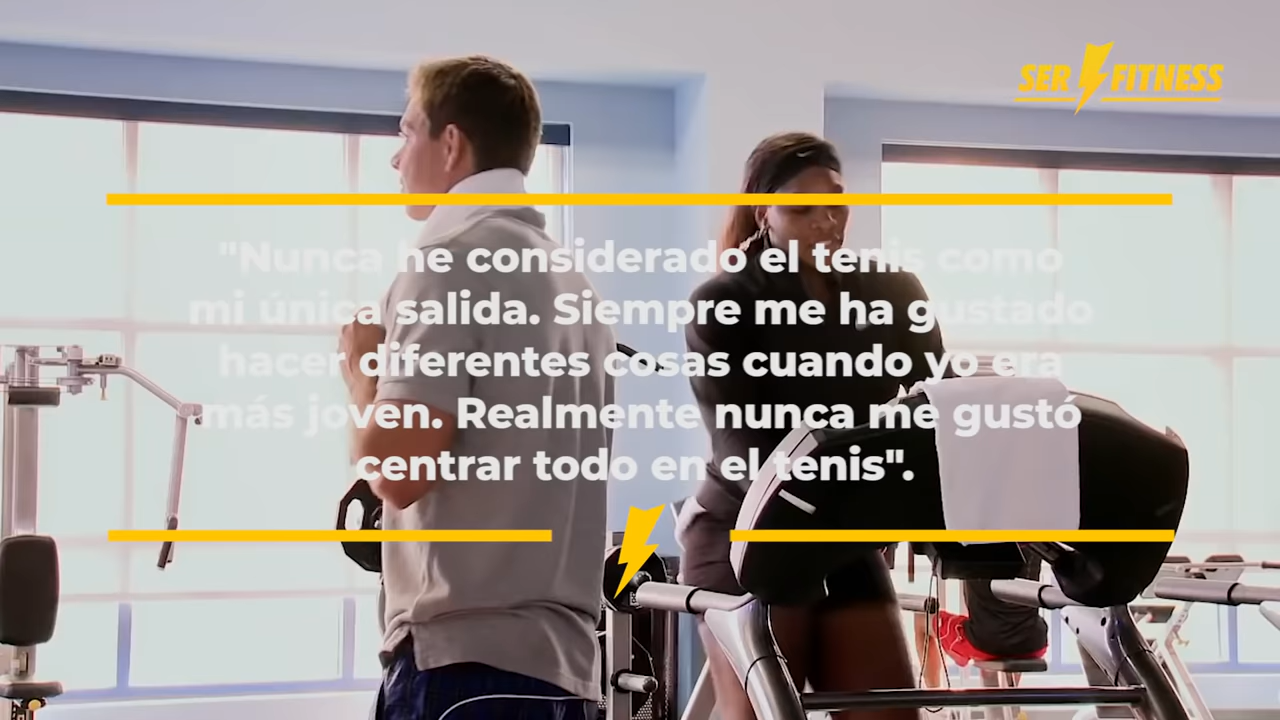 SER FITNESS
"Nunca he considerado el tenis como
mi única salida. Siempre me ha gustado
hacer diferentes cosas cuando yo era
más joven. Realmente nunca me gustó
centrar todo en el tenis".